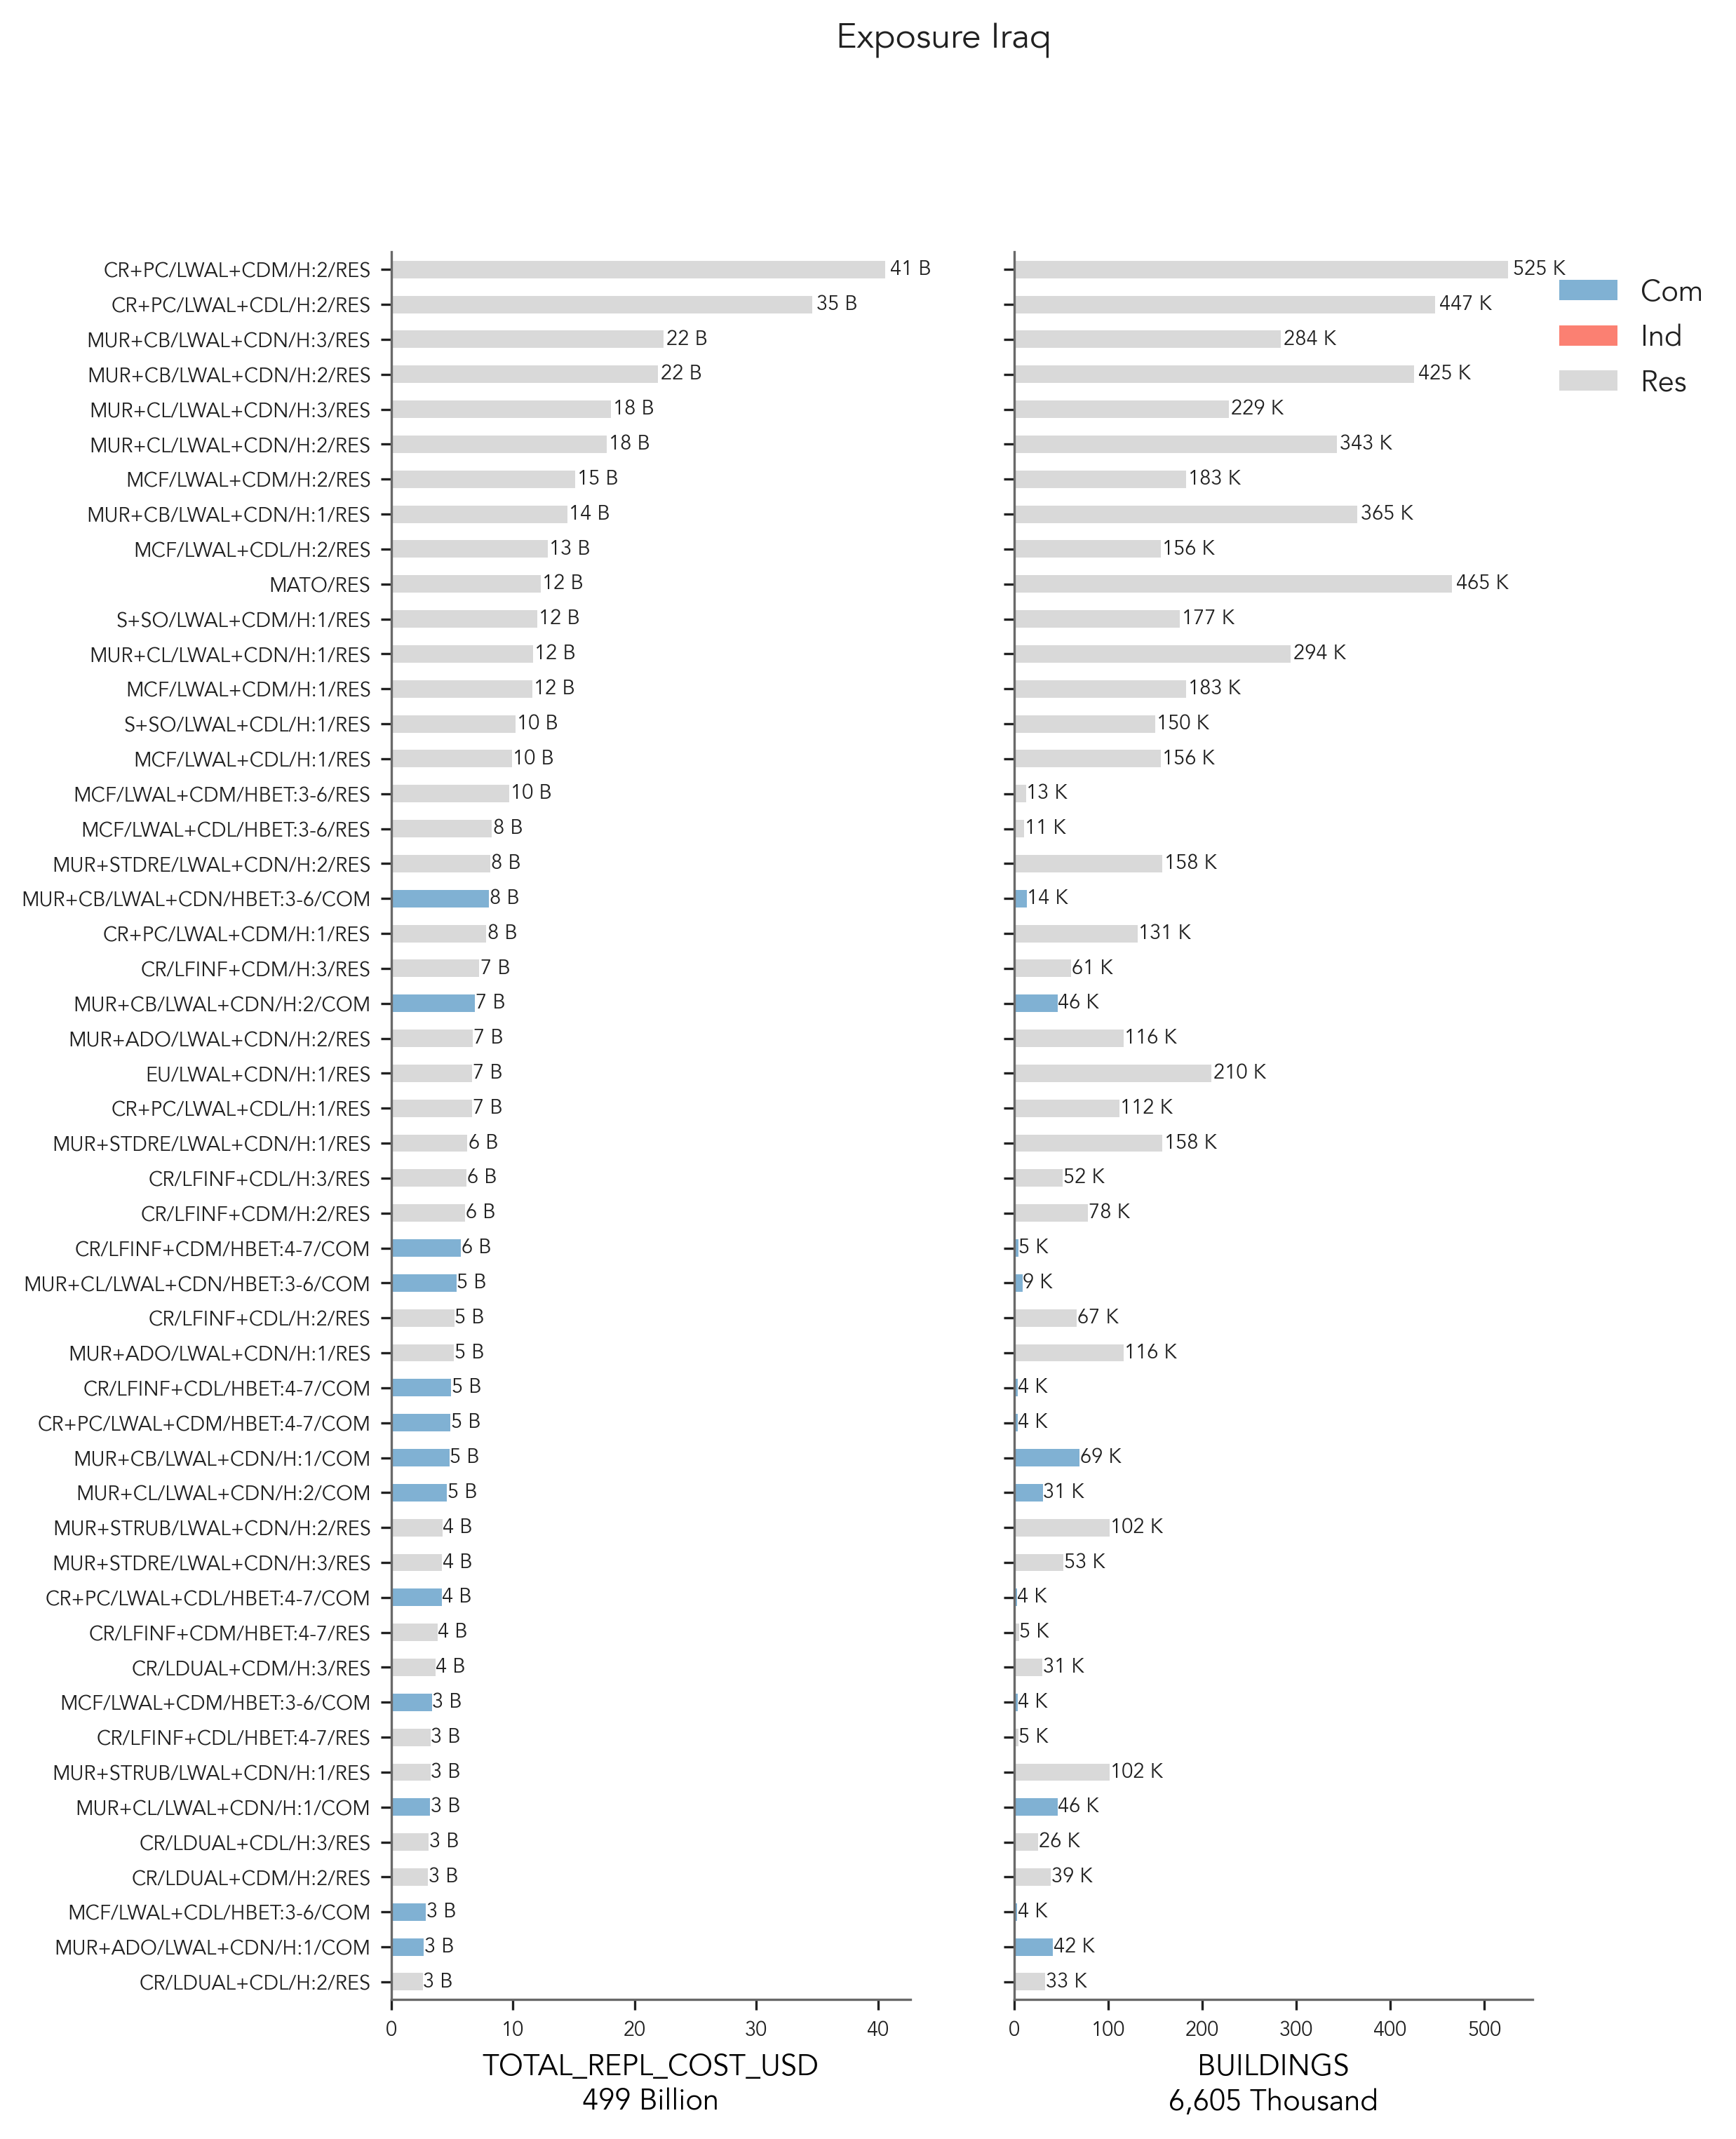 Exposure Iraq
CR+PC/LWAL+CDM/H:2/RES 41 B 525 K
CR+PC/LWAL+CDL/H:2/RES 35 B 447 K
MUR+CB/LWAL+CDN/H:3/RES 22 B 284 K
MUR+CB/LWAL+CDN/H:2/RES 22 B 425 K
MUR+CL/LWAL+CDN/H:3/RES 18 B 229 K
MUR+CL/LWAL+CDN/H:2/RES 18 B 343 K
MCF/LWAL+CDM/H:2/RES 15 B 183 K
MUR+CB/LWAL+CDN/H:1/RES 14 B 365 K
MCF/LWAL+CDL/H:2/RES 13 B 156 K
MATO/RES 12 B 465 K
S+SO/LWAL+CDM/H:1/RES 12 B 177 K
MUR+CL/LWAL+CDN/H:1/RES 12 B 294 K
MCF/LWAL+CDM/H:1/RES 12 B 183 K
S+SO/LWAL+CDL/H:1/RES 10 B 150 K
MCF/LWAL+CDL/H:1/RES 10 B 156 K
MCF/LWAL+CDM/HBET:3-6/RES 10 B 13 K
MCF/LWAL+CDL/HBET:3-6/RES 8 B 11 K
MUR+STDRE/LWAL+CDN/H:2/RES 8 B 158 K
MUR+CB/LWAL+CDN/HBET:3-6/COM 8 B 14 K
CR+PC/LWAL+CDM/H:1/RES 8 B 131 K
CR/LFINF+CDM/H:3/RES 7 B 61 K
MUR+CB/LWAL+CDN/H:2/COM 7 B 46 K
MUR+ADO/LWAL+CDN/H:2/RES 7 B 116 K
EU/LWAL+CDN/H:1/RES 7 B 210 K
CR+PC/LWAL+CDL/H:1/RES 7 B 112 K
MUR+STDRE/LWAL+CDN/H:1/RES 6 B 158 K
CR/LFINF+CDL/H:3/RES 6 B 52 K
CR/LFINF+CDM/H:2/RES 6 B 78 K
CR/LFINF+CDM/HBET:4-7/COM 6 B 5 K
MUR+CL/LWAL+CDN/HBET:3-6/COM 5 B 9 K
CR/LFINF+CDL/H:2/RES 5 B 67 K
MUR+ADO/LWAL+CDN/H:1/RES 5 B 116 K
CR/LFINF+CDL/HBET:4-7/COM 5 B 4 K
CR+PC/LWAL+CDM/HBET:4-7/COM 5 B 4 K
MUR+CB/LWAL+CDN/H:1/COM 5 B 69 K
MUR+CL/LWAL+CDN/H:2/COM 5 B 31 K
MUR+STRUB/LWAL+CDN/H:2/RES 4 B 102 K
MUR+STDRE/LWAL+CDN/H:3/RES 4 B 53 K
CR+PC/LWAL+CDL/HBET:4-7/COM 4 B 4 K
CR/LFINF+CDM/HBET:4-7/RES 4 B 5 K
CR/LDUAL+CDM/H:3/RES 4 B 31 K
MCF/LWAL+CDM/HBET:3-6/COM 3 B 4 K
CR/LFINF+CDL/HBET:4-7/RES 3 B 5 K
MUR+STRUB/LWAL+CDN/H:1/RES 3 B 102 K
MUR+CL/LWAL+CDN/H:1/COM 3 B 46 K
CR/LDUAL+CDL/H:3/RES 3 B 26 K
CR/LDUAL+CDM/H:2/RES 3 B 39 K
MCF/LWAL+CDL/HBET:3-6/COM 3 B 4 K
MUR+ADO/LWAL+CDN/H:1/COM 3 B 42 K
CR/LDUAL+CDL/H:2/RES 3 B 33 K
0 10 20 30 40
TOTAL_REPL_COST_USD
499 Billion
0 100 200 300 400 500
BUILDINGS
6,605 Thousand
Com
Ind
Res